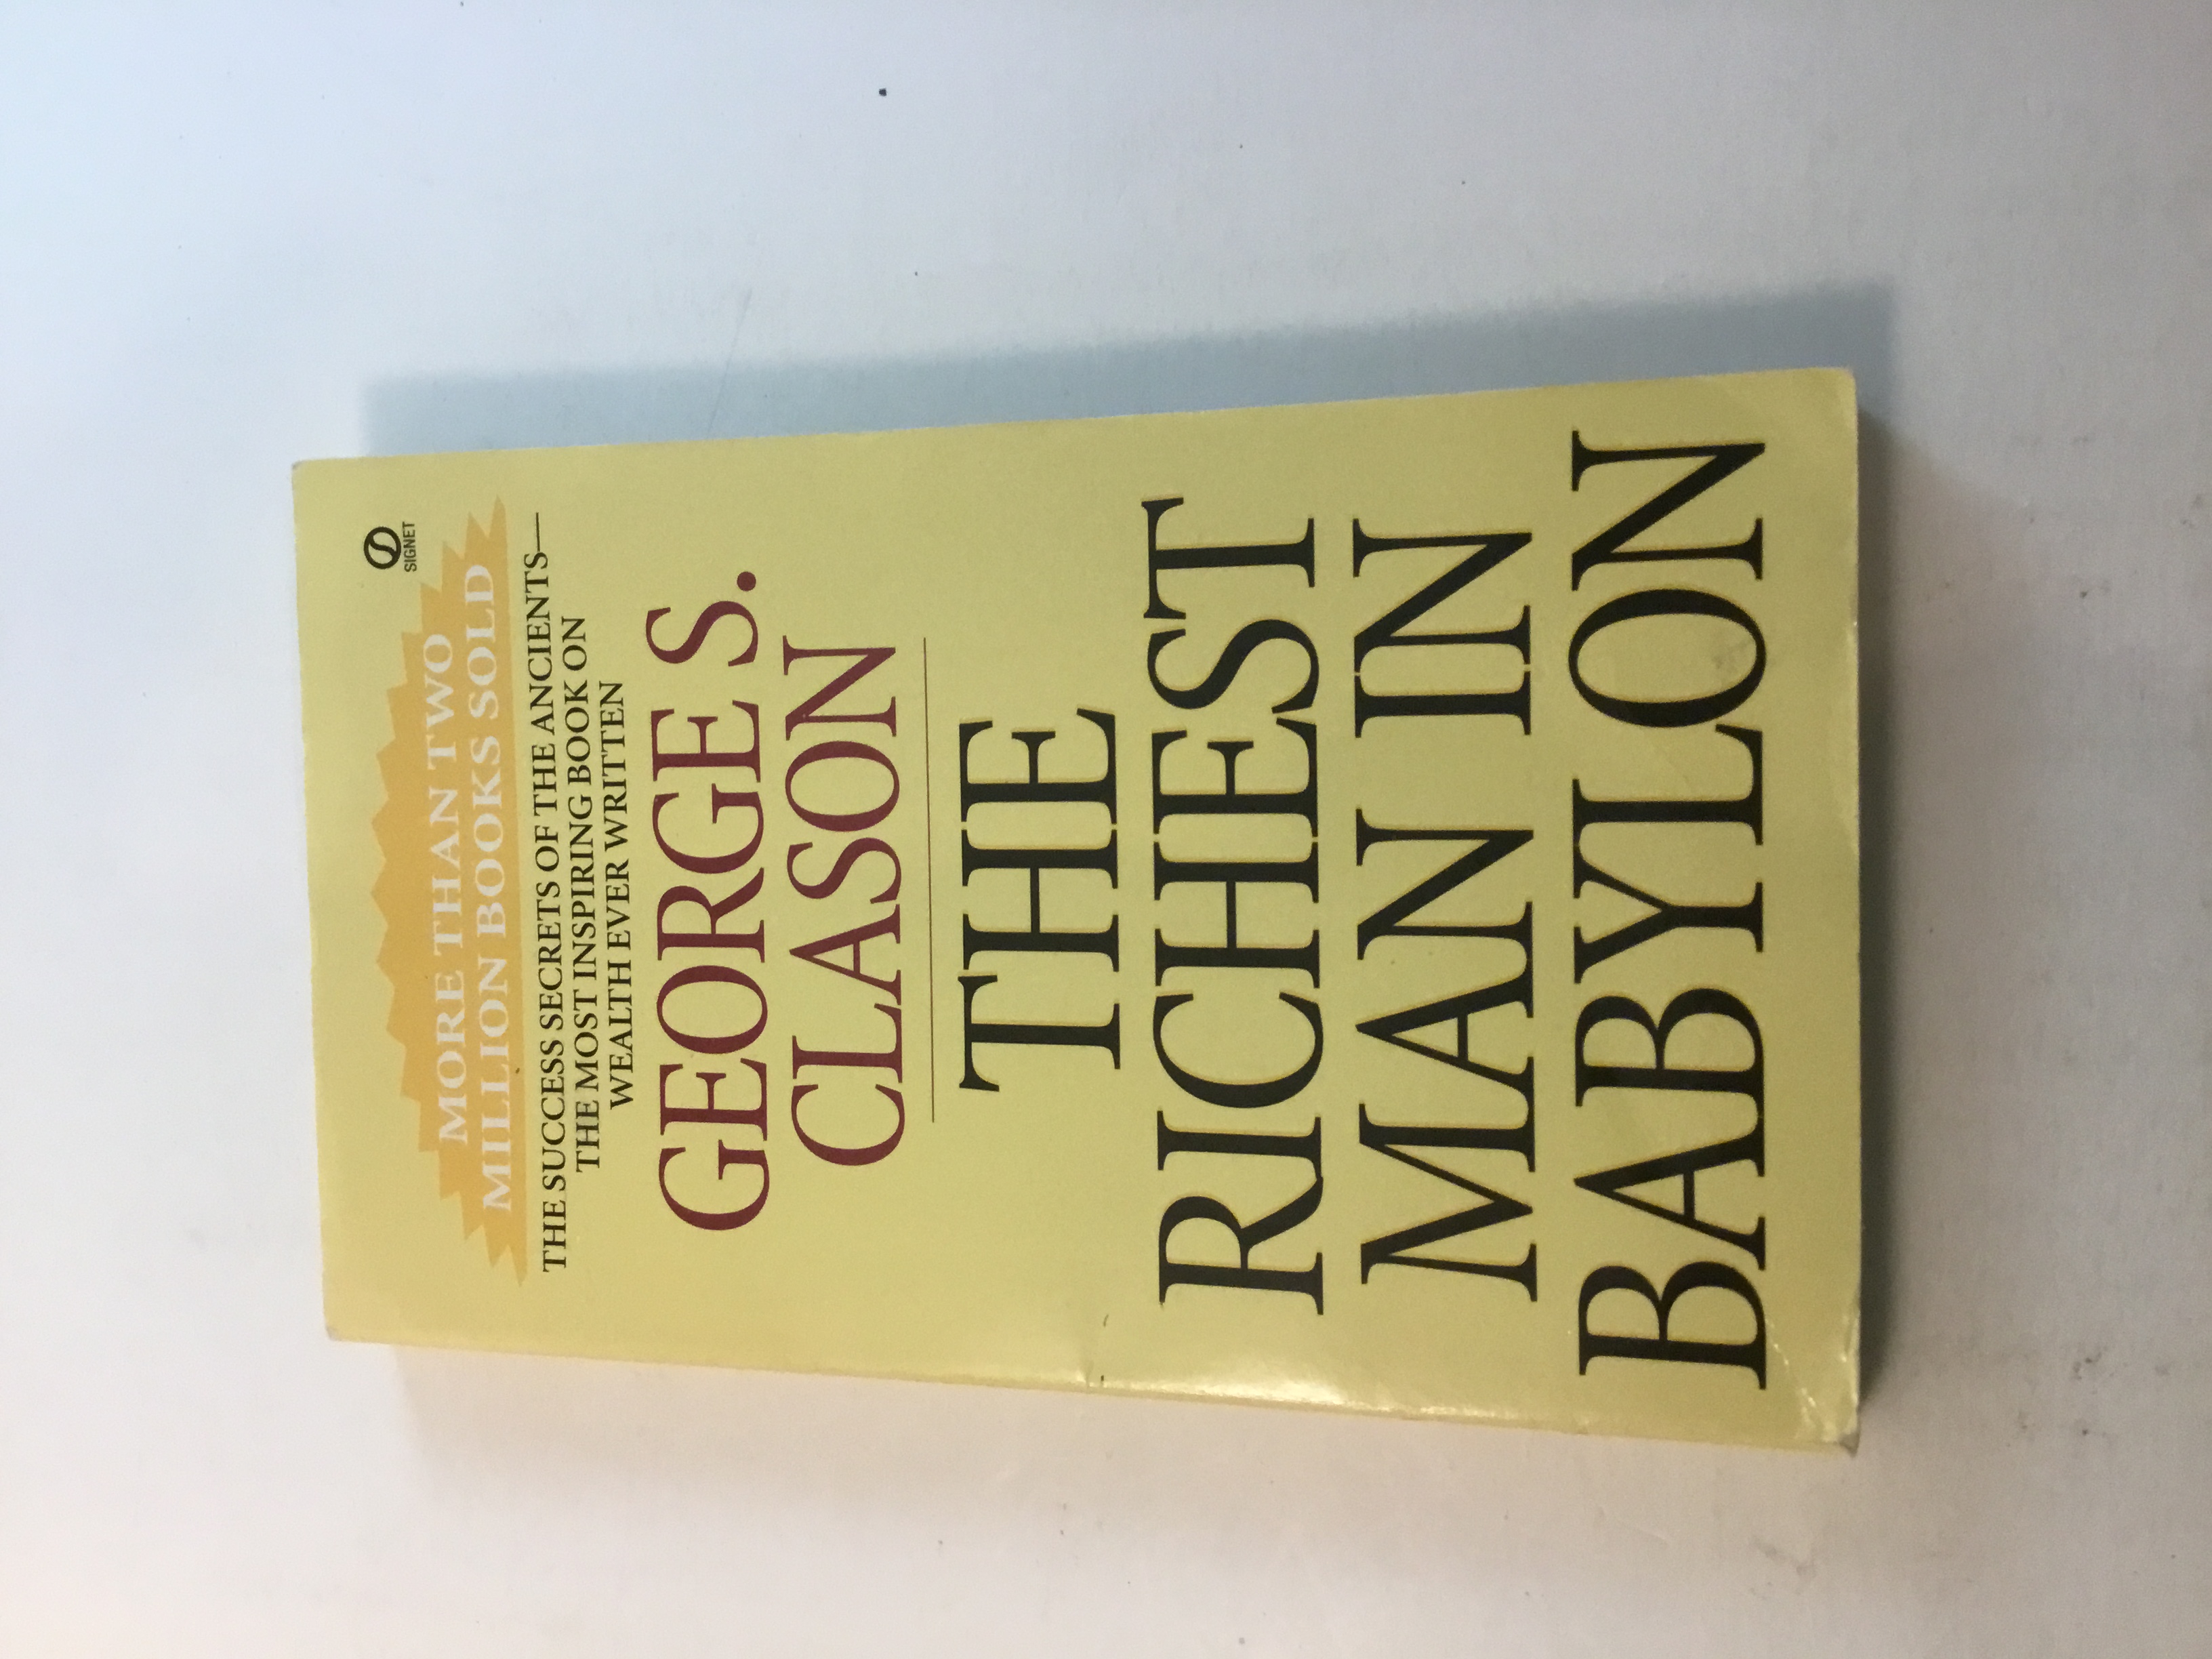 SIGNET
MORE THAN TWO
MILLION BOOKS SOLD
THE SUCCESS SECRETS OF THE ANCIENTS—
THE MOST INSPIRING BOOK ON
WEALTH EVER WRITTEN
GEORGE S.
CLASON
THE
RICHEST
MAN IN
BABYLON